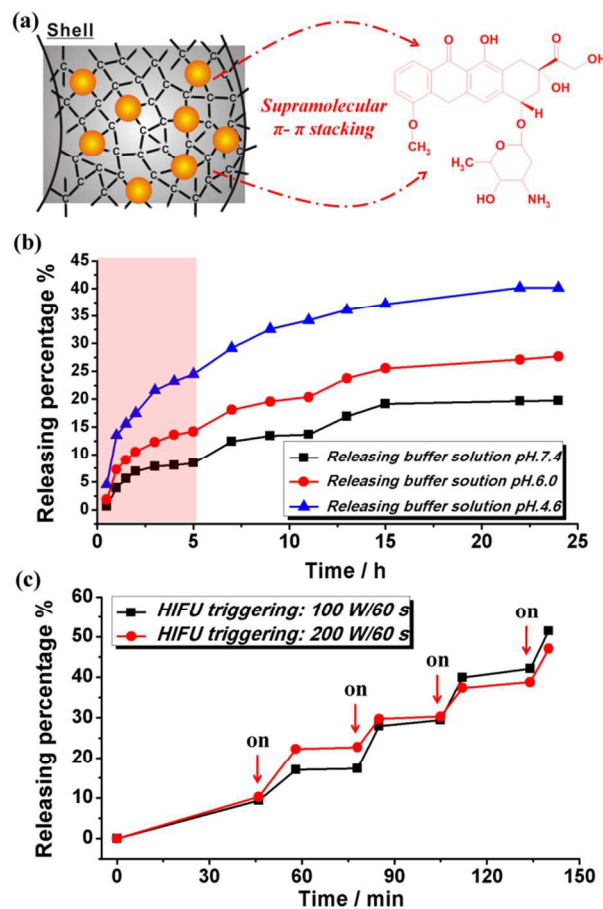 (a)
Shell
Supramolecular
π- π stacking
O
OH
O
OH
OH
O
CH₃
O
H
O
H₃C
HO
NH₃
C
(b)
Releasing percentage %
45
40
35
30
25
20
15
10
5
0
Releasing buffer solution pH.7.4
Releasing buffer soution pH.6.0
Releasing buffer solution pH.4.6
0 5 10 15 20 25
Time / h
(c)
Releasing percentage %
60
50
40
30
20
10
0
HIFU triggering: 100 W/60 s
HIFU triggering: 200 W/60 s
on
on
on
on
0 30 60 90 120 150
Time / min